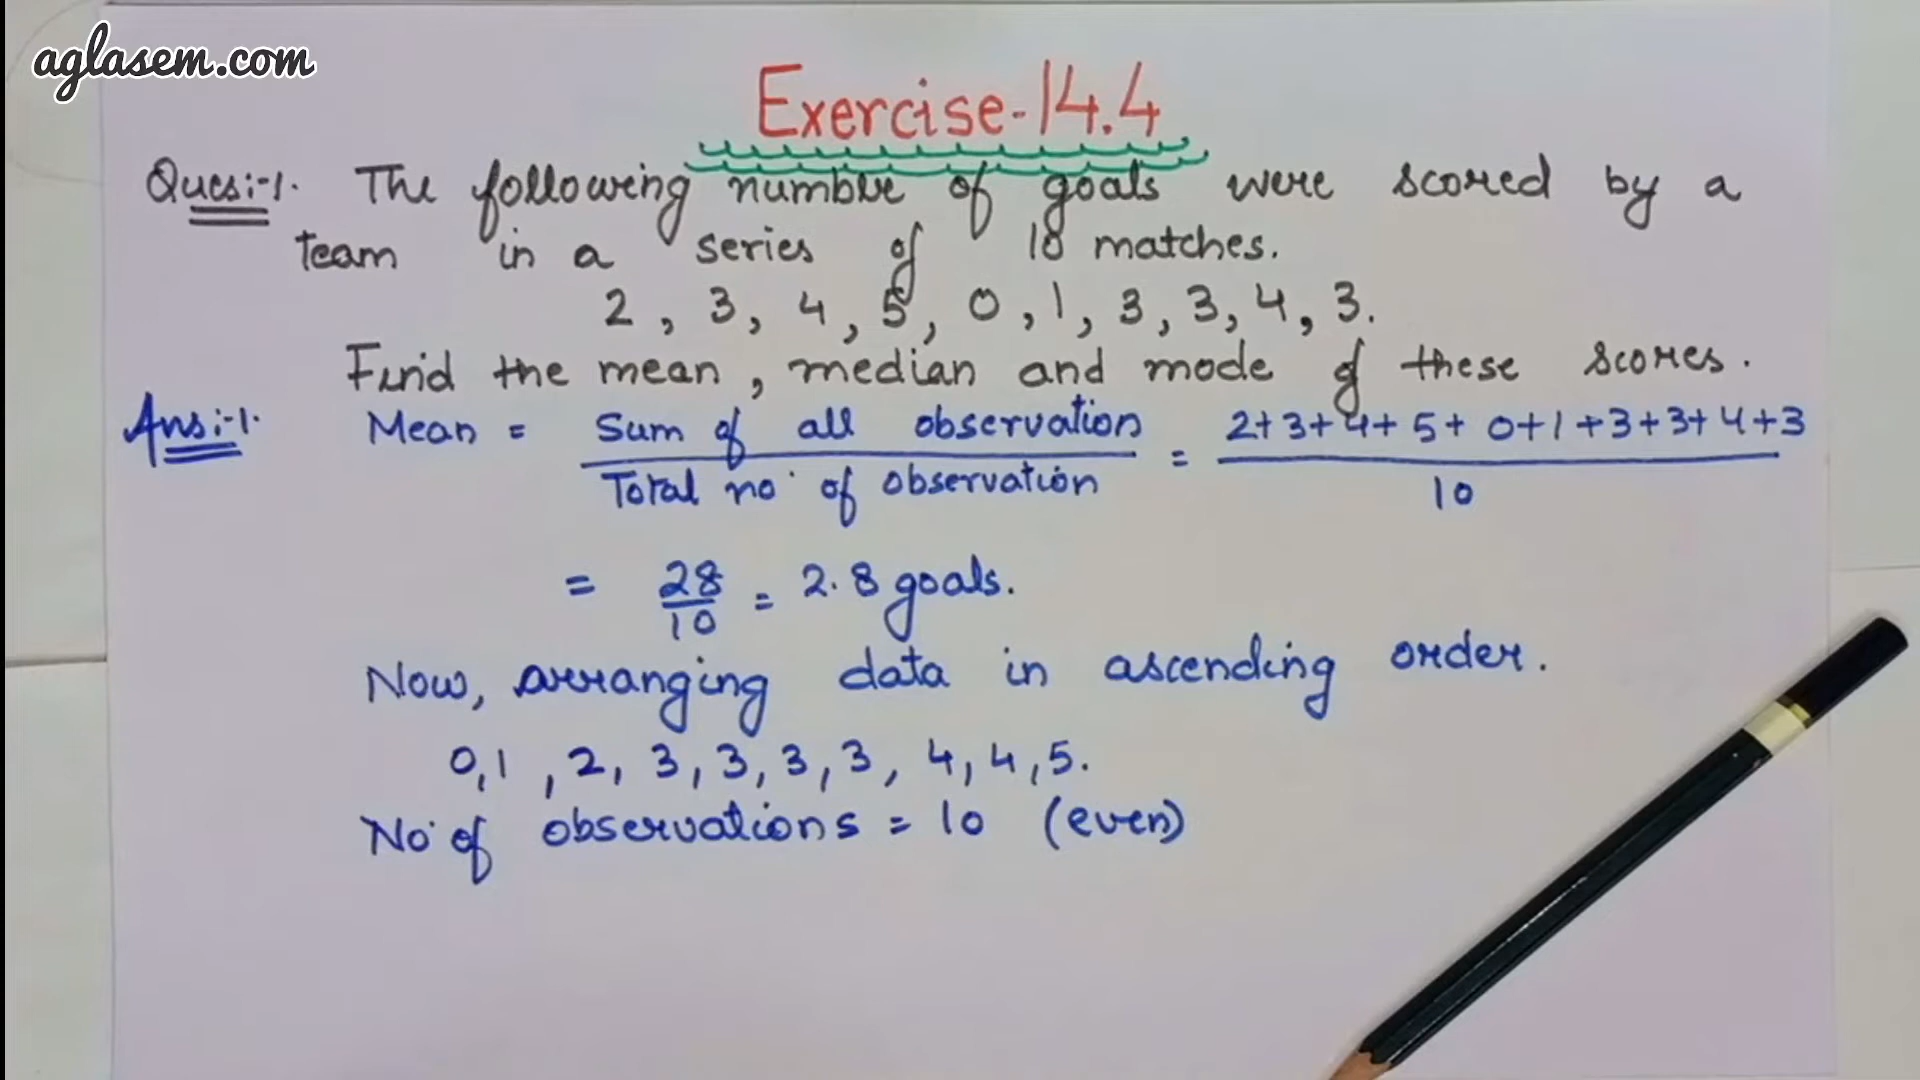 aglasem.com
Exercise-14.4
Ques:-1. The following number of goals were scored by a
team in a series of 10 matches.
2, 3, 4, 5, 0, 1, 3, 3, 4, 3.
Find the mean, median and mode of these scores.
Ans:-1. Mean = Sum of all observation / Total no. of observation = 2+3+4+5+0+1+3+3+4+3 / 10
= 28/10 = 2.8 goals.
Now, arranging data in ascending order.
0,1, 2, 3, 3, 3, 3, 4, 4, 5.
No. of observations = 10 (even)